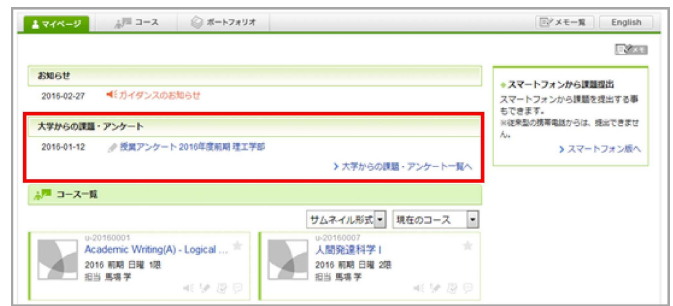 マイページ
コース
ポートフォリオ
メモ一覧
English
メモ
お知らせ
2016-02-27 ガイダンスのお知らせ
大学からの課題・アンケート
2016-01-12 授業アンケート 2016年度前期 理工学部
大学からの課題・アンケート一覧へ
スマートフォンから課題提出
スマートフォンから課題を提出する事
もできます。
※従来型の携帯電話からは、提出できませ
ん。
スマートフォン版へ
コース一覧
サムネイル形式
現在のコース
u-20160001
Academic Writing(A) - Logical ...
2016 前期 日曜 1限
担当 馬場 学
u-20160007
人間発達科学 I
2016 前期 日曜 2限
担当 馬場 学